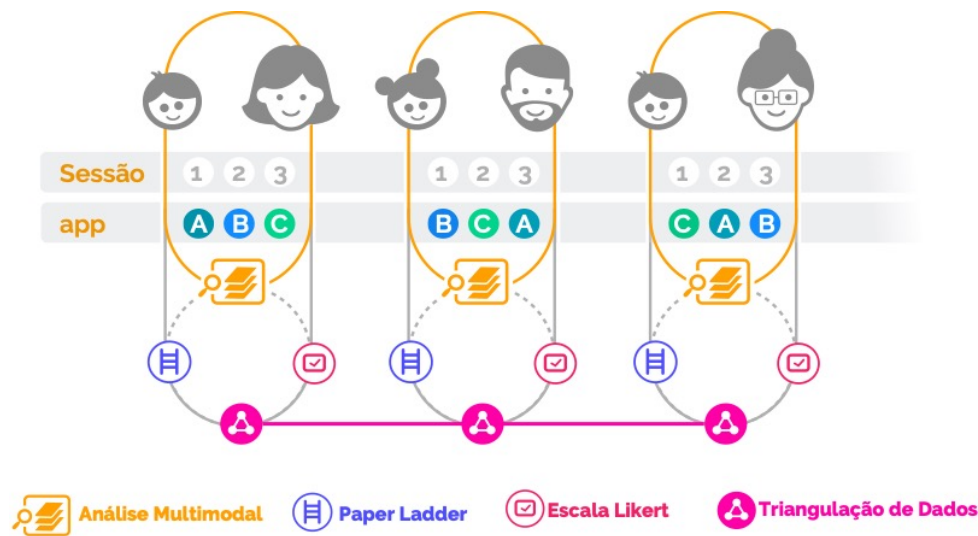 Sessão 1 2 3 1 2 3 1 2 3
app A B C B C A C A B
Análise Multimodal Paper Ladder Escala Likert Triangulação de Dados